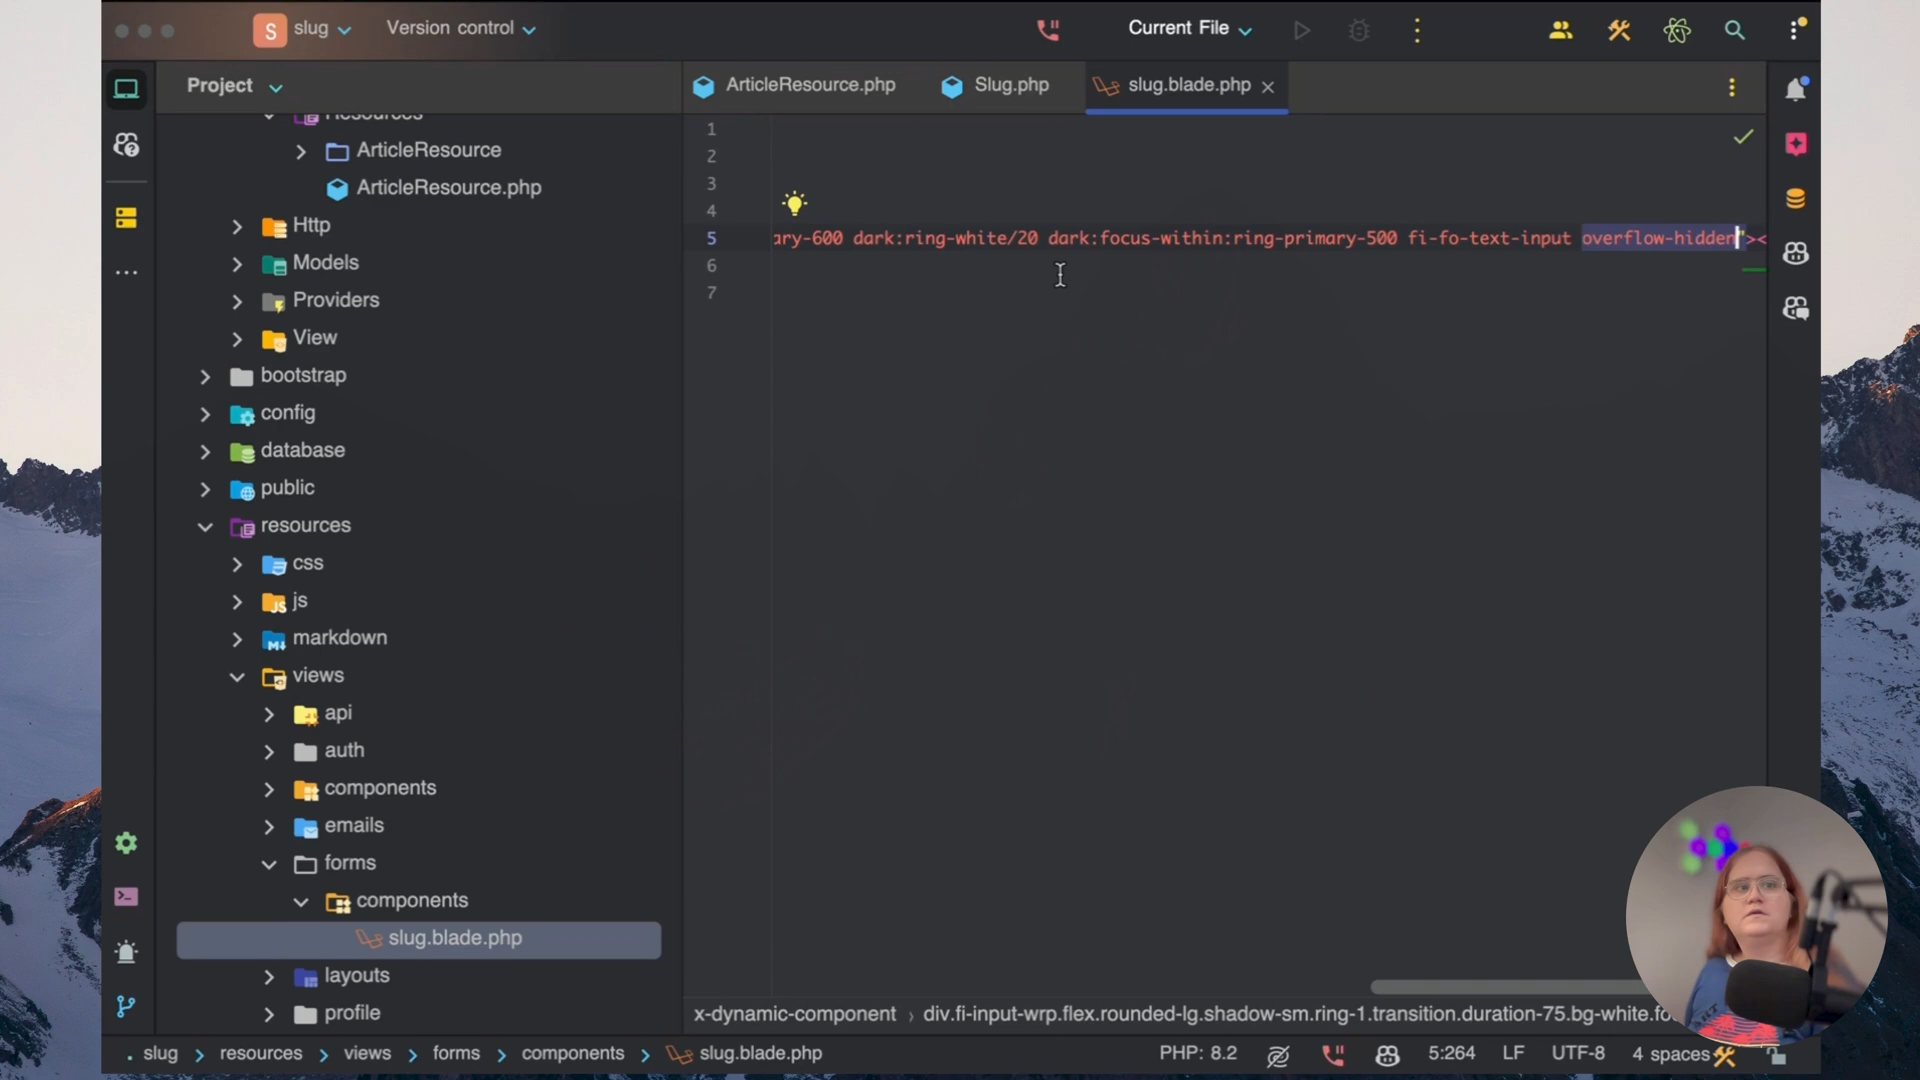 S slug Version control Current File
Project ArticleResource.php Slug.php slug.blade.php
Resources
ArticleResource
ArticleResource.php
Http
Models
Providers
View
bootstrap
config
database
public
resources
css
js
markdown
views
api
auth
components
emails
forms
components
slug.blade.php
layouts
profile
1
2
3
4
5 ary-600 dark:ring-white/20 dark:focus-within:ring-primary-500 fi-fo-text-input overflow-hidden"><
6
7
x-dynamic-component › div.fi-input-wrp.flex.rounded-lg.shadow-sm.ring-1.transition.duration-75.bg-white.fo
slug > resources > views > forms > components > slug.blade.php PHP: 8.2 5:264 LF UTF-8 4 spaces